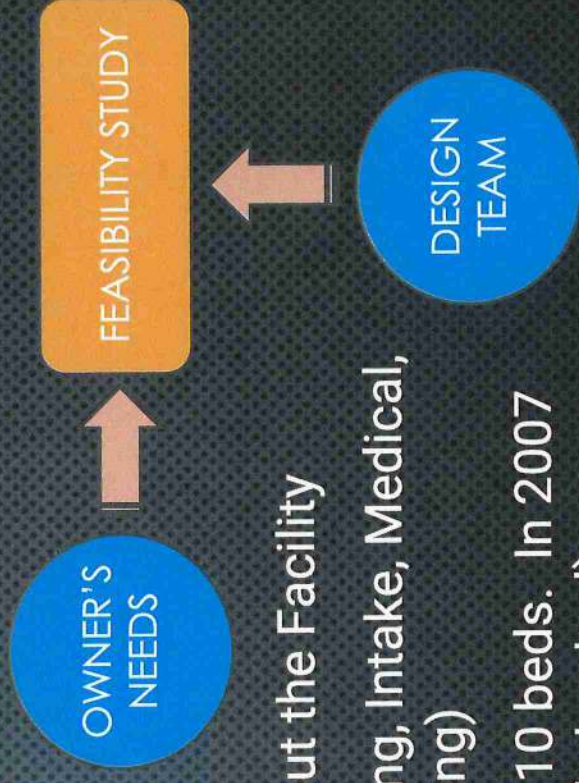 FEASIBILITY STUDY
OWNER'S
NEEDS
DESIGN
TEAM
ut the Facility
ng, Intake, Medical,
ng)
10 beds. In 2007